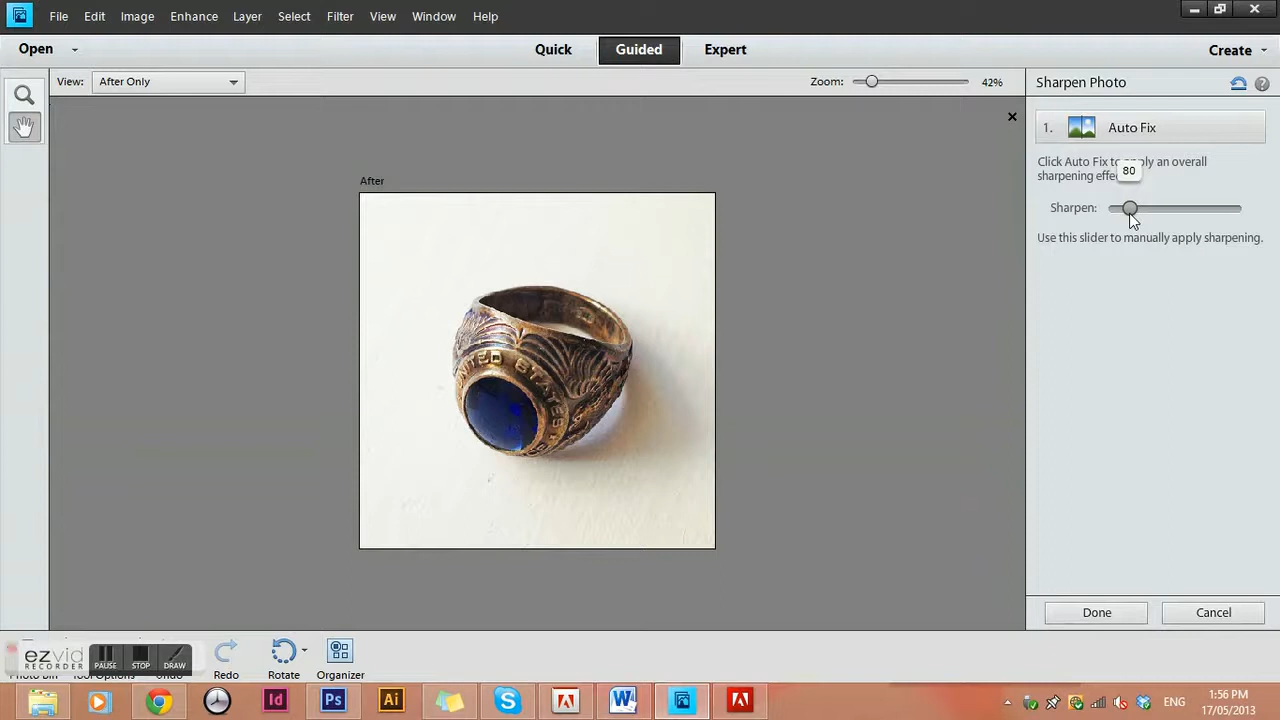 File Edit Image Enhance Layer Select Filter View Window Help
Open Quick Guided Expert Create
View: After Only Zoom: 42% Sharpen Photo
1. Auto Fix
Click Auto Fix to apply an overall
sharpening effe
80
Sharpen:
Use this slider to manually apply sharpening.
After
UNITED STATES
Done Cancel
ezvid
RECORDER
PAUSE STOP DRAW
Redo Rotate Organizer
Id Ps Ai S W
ENG
1:56 PM
17/05/2013